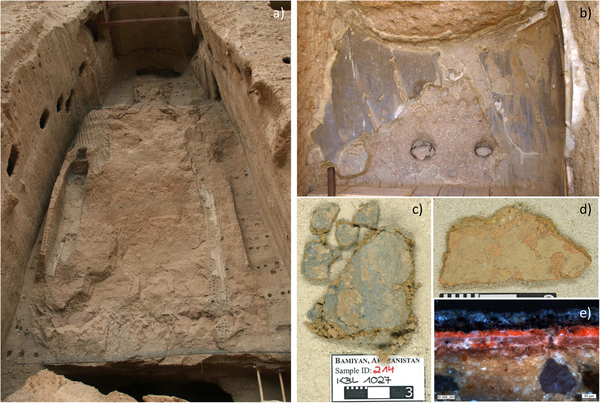 a)
b)
c)
d)
e)
BAMIYAN, AFGHANISTAN
Sample ID: 214
KBL 1027
3